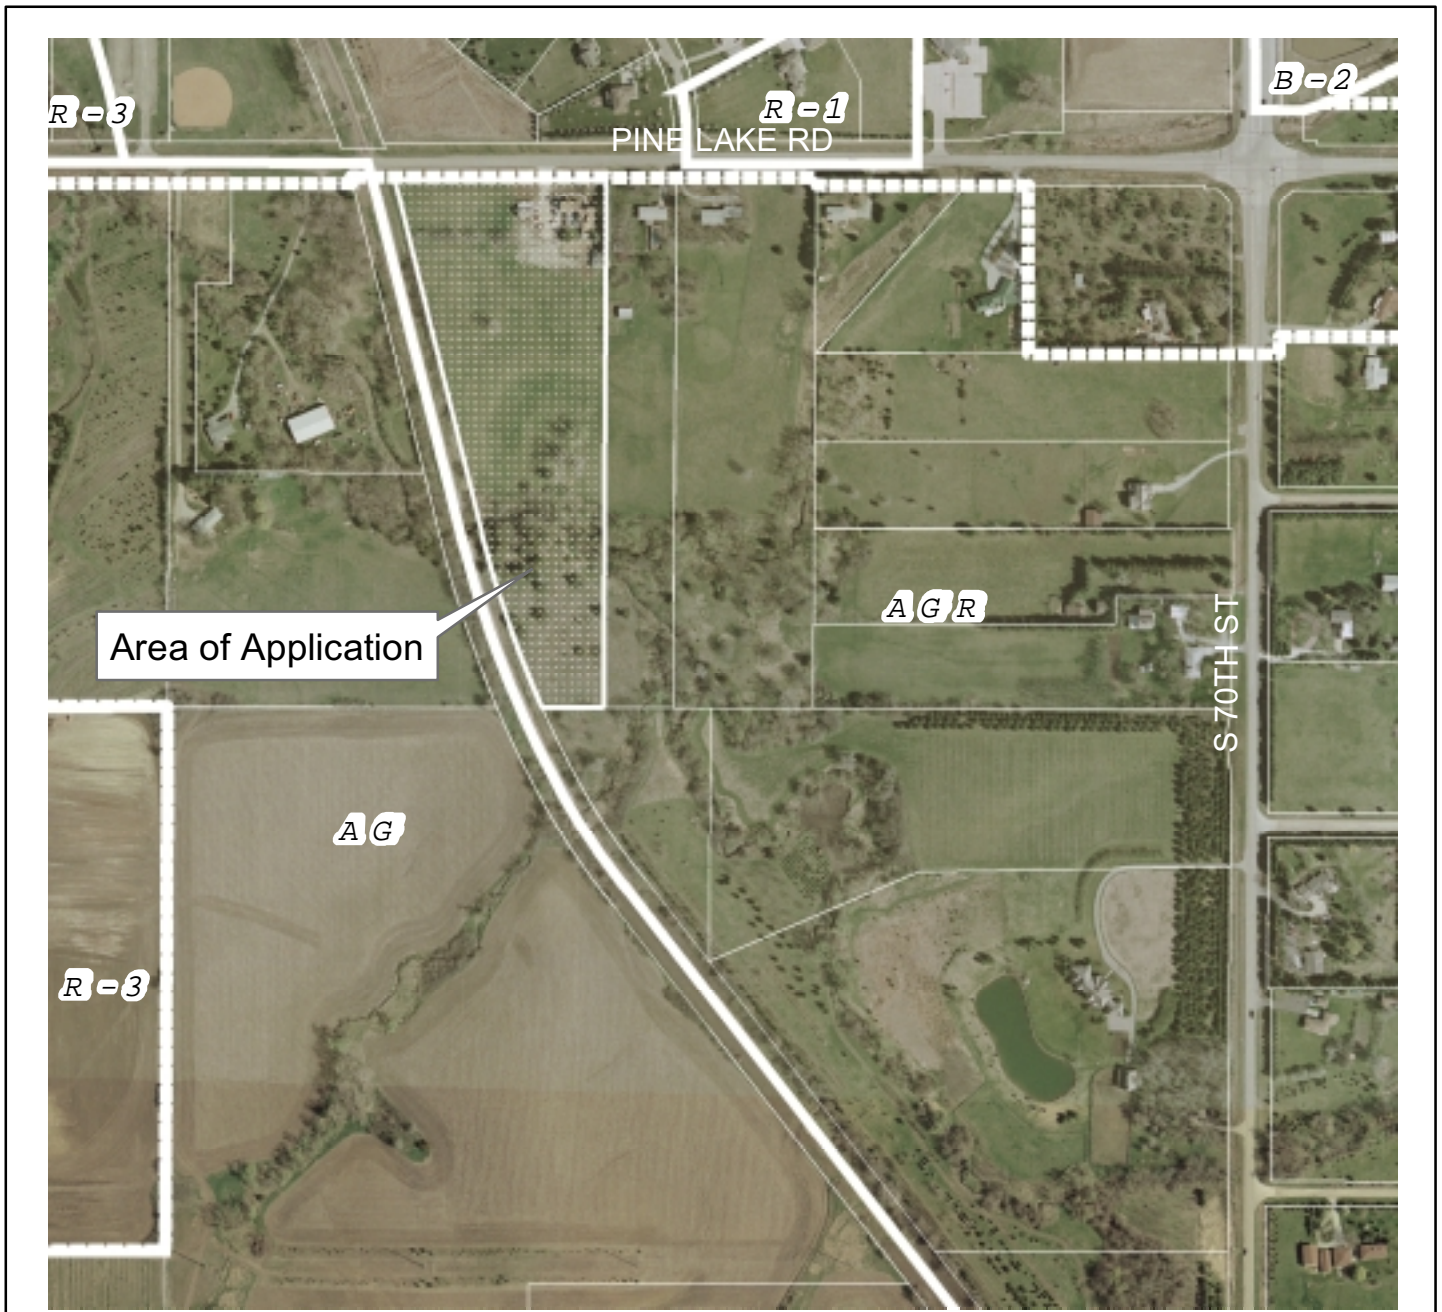 B-2
R-3
R-1
PINE LAKE RD
AGR
Area of Application
S 70TH ST
AG
R-3